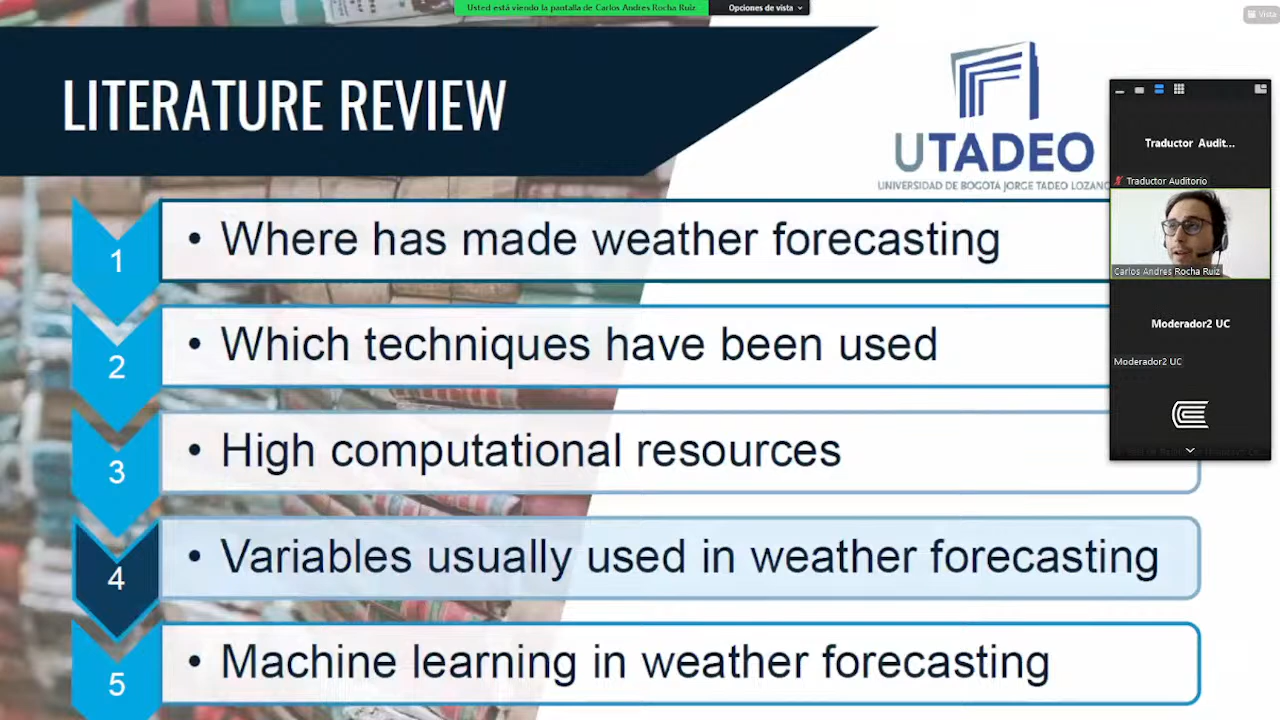 Usted está viendo la pantalla de Carlos Andres Rocha Ruiz
Opciones de vista
Vista
LITERATURE REVIEW
UTADEO
UNIVERSIDAD DE BOGOTA JORGE TADEO LOZANO
Traductor Audit...
Traductor Auditorio
Carlos Andres Rocha Ruiz
Moderador2 UC
Moderador2 UC
1
• Where has made weather forecasting
2
• Which techniques have been used
3
• High computational resources
4
• Variables usually used in weather forecasting
5
• Machine learning in weather forecasting